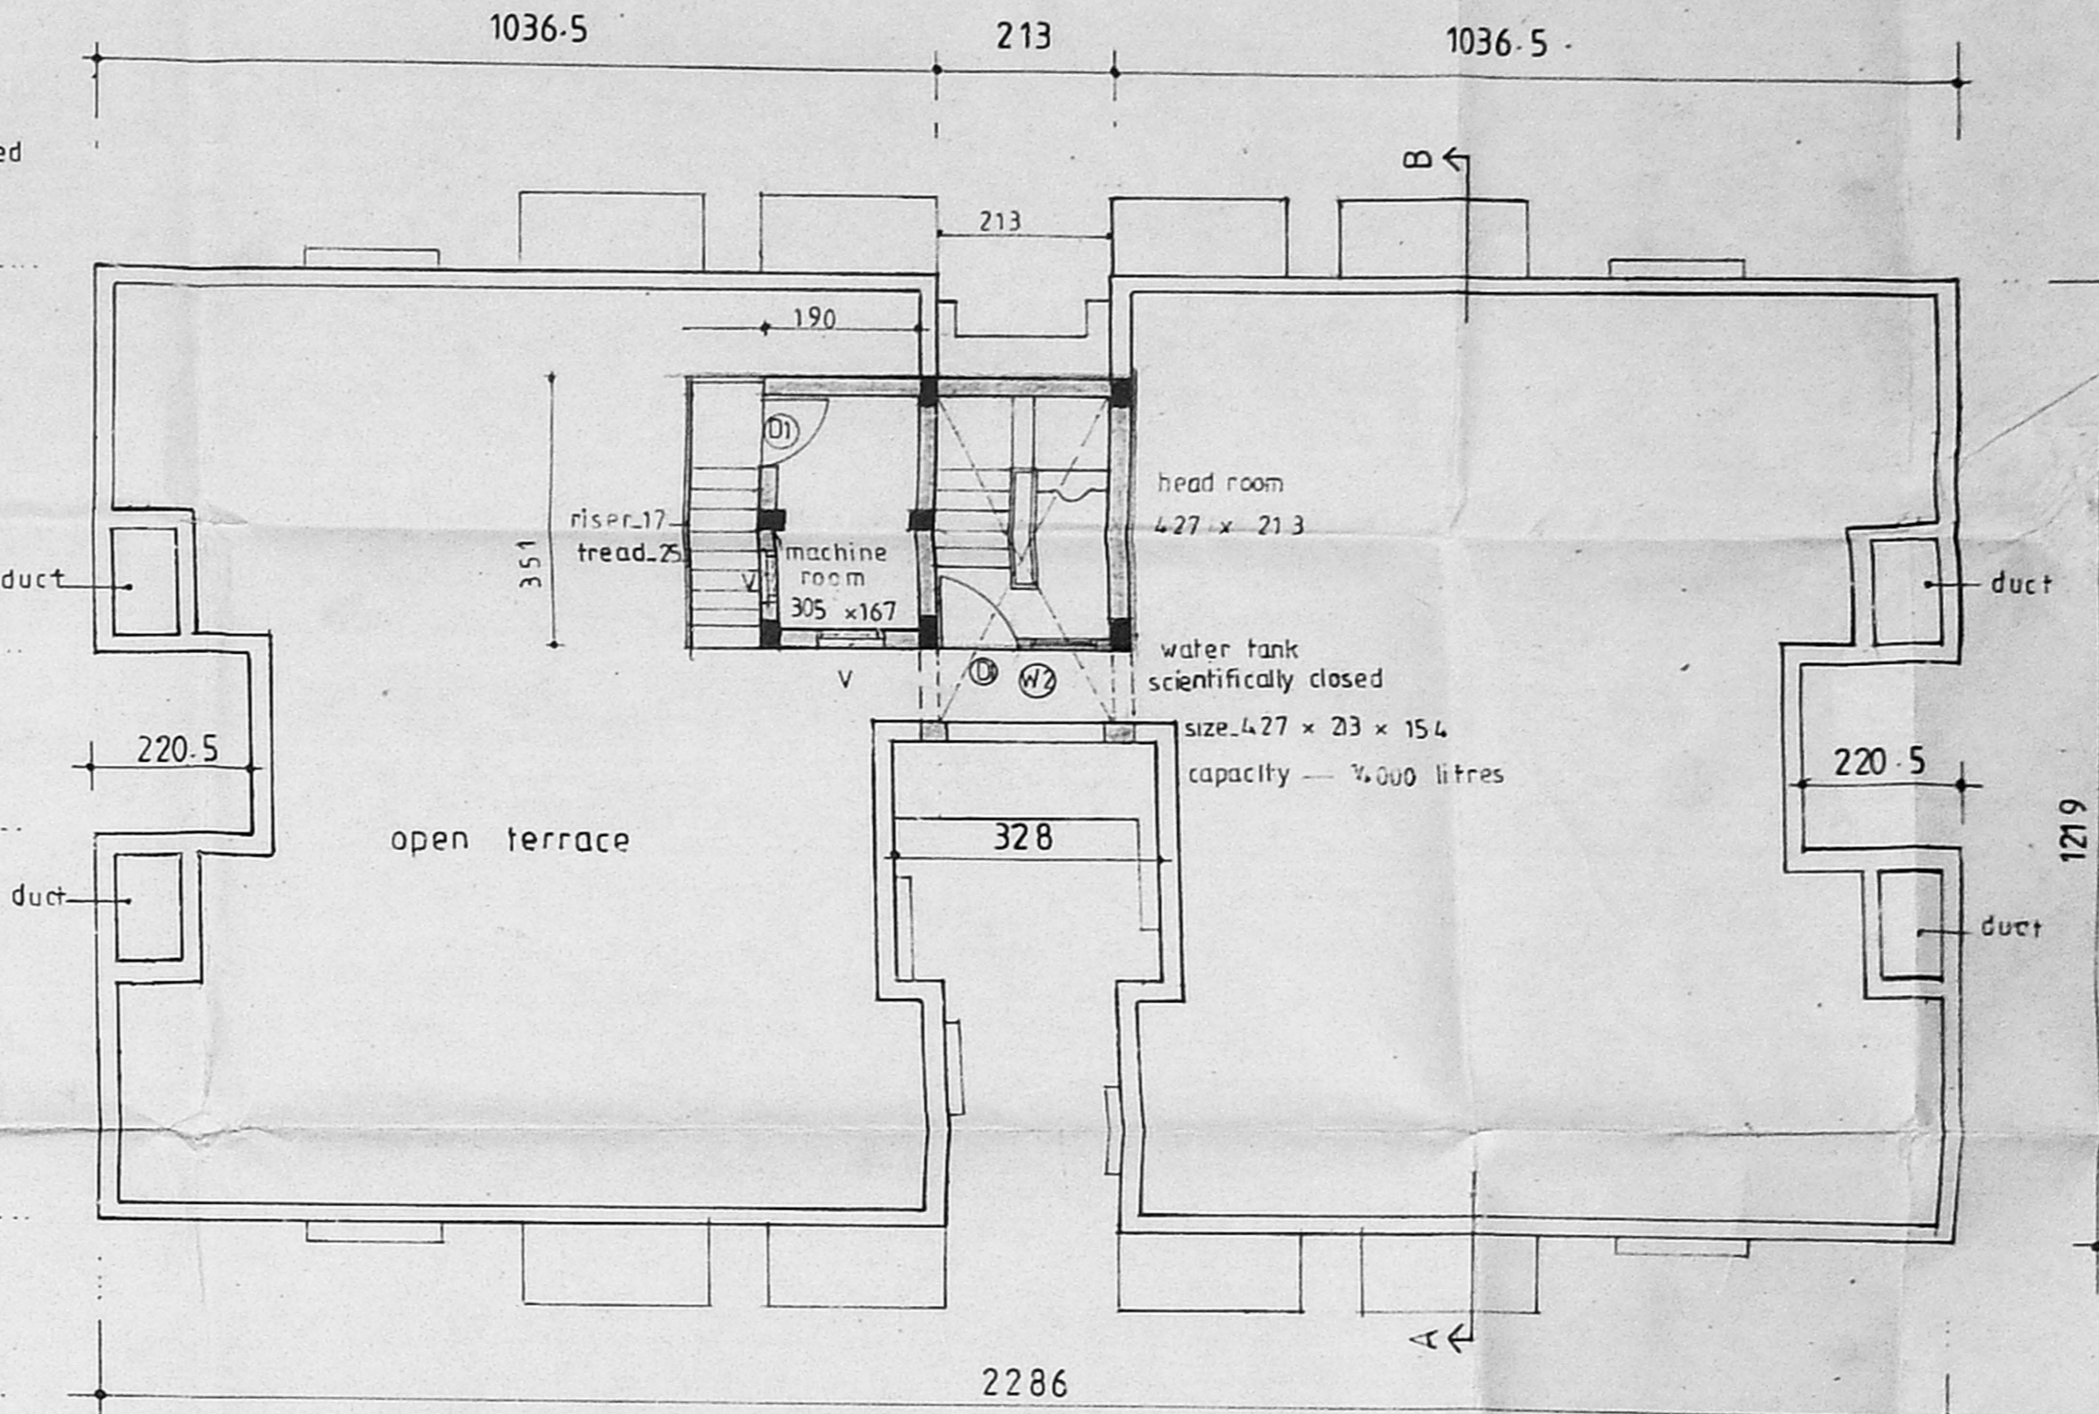 1036.5
213
1036.5
ed
B
213
190
D1
head room
427 x 213
riser_17
tread_25
351
machine
room
305 x167
V
V
duct
duct
water tank
scientifically closed
D
W2
size_427 x 213 x 154
capacity — 000 litres
220.5
220.5
328
open terrace
1219
duct
duct
A
2286